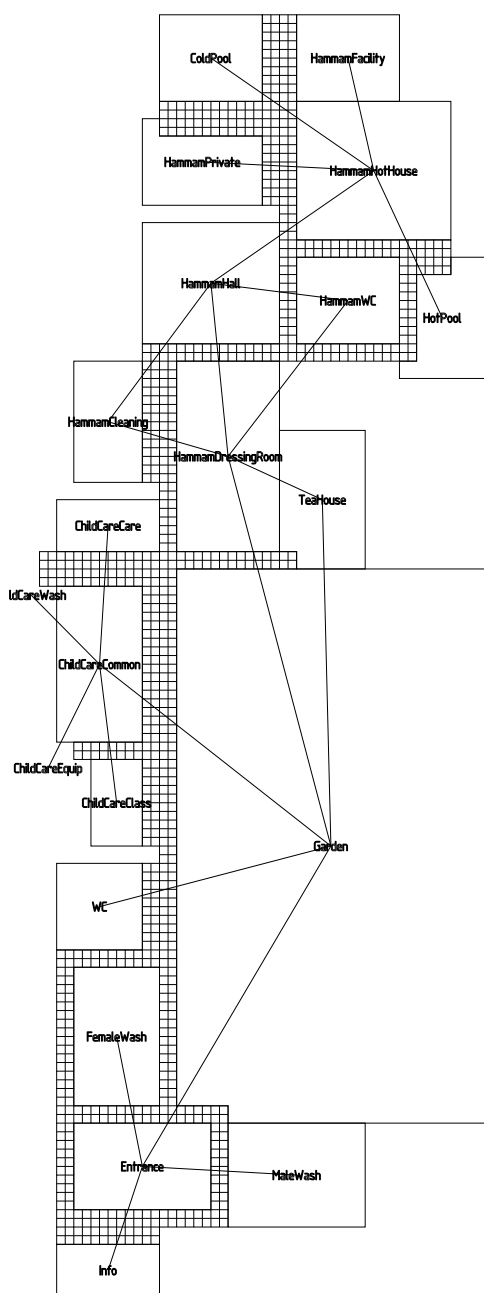 ColdPool
HammamFacility
HammamPrivate
HammamHotHouse
HammamHall
HammamWC
HotPool
HammamCleaning
HammamDressingRoom
TeaHouse
ChildCareCare
ldCareWash
ChildCareCommon
ChildCareEquip
ChildCareClass
Garden
WC
FemaleWash
Entrance
MaleWash
Info